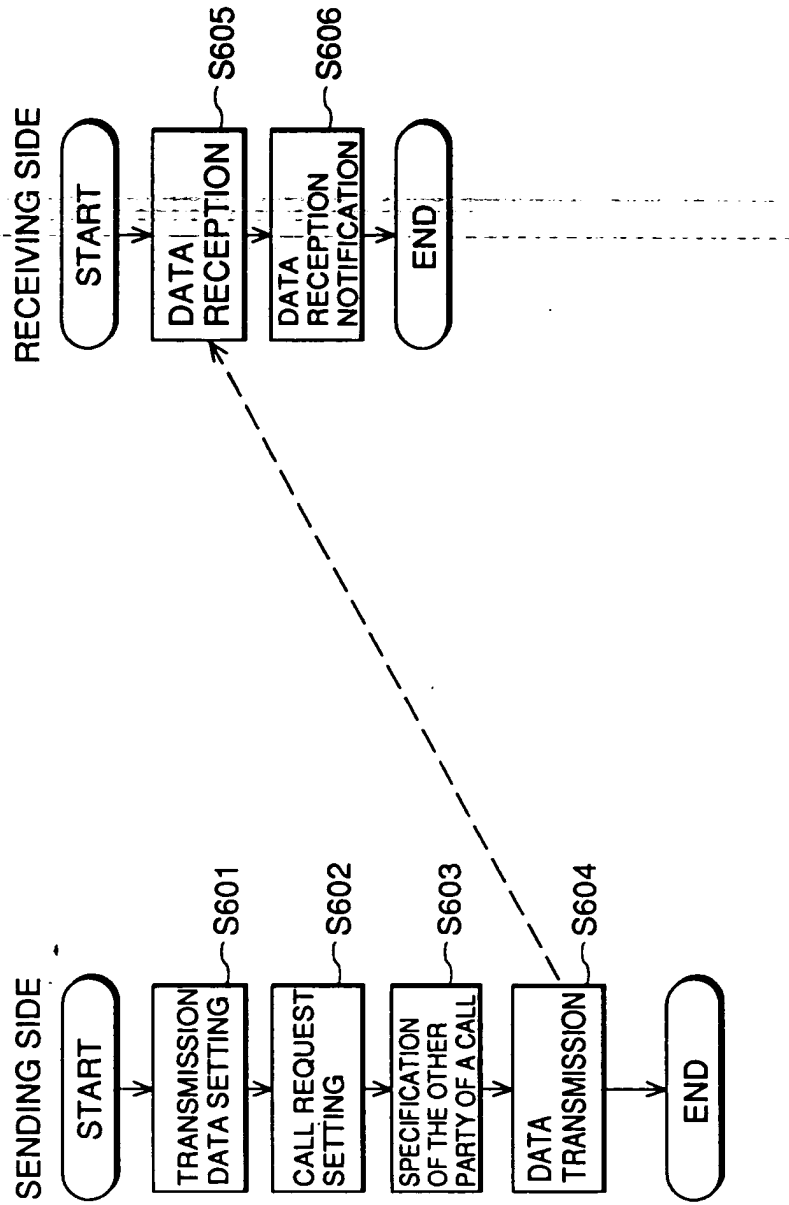 SENDING SIDE
START
TRANSMISSION
DATA SETTING
S601
CALL REQUEST
SETTING
S602
SPECIFICATION
OF THE OTHER
PARTY OF A CALL
S603
DATA
TRANSMISSION
S604
END
RECEIVING SIDE
START
DATA
RECEPTION
S605
DATA
RECEPTION
NOTIFICATION
S606
END